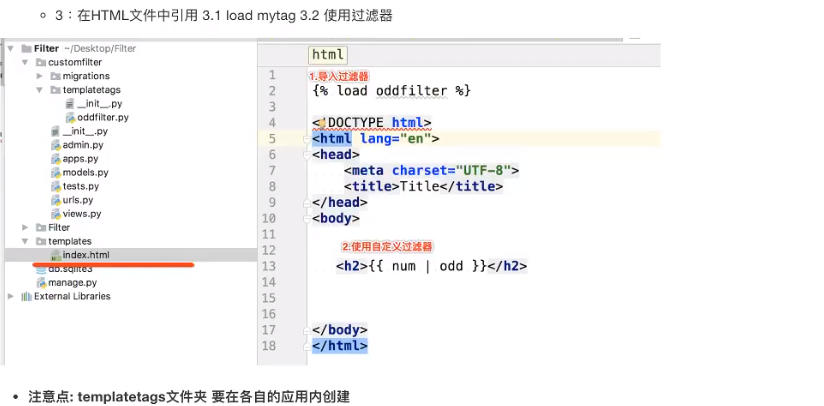 3：在HTML文件中引用 3.1 load mytag 3.2 使用过滤器
Filter ~/Desktop/Filter
customfilter
migrations
templatetags
__init__.py
oddfilter.py
__init__.py
admin.py
apps.py
models.py
tests.py
urls.py
views.py
Filter
templates
index.html
db.sqlite3
manage.py
External Libraries
html
1 1.导入过滤器
2 {% load oddfilter %}
3
4 <!DOCTYPE html>
5 <html lang="en">
6 <head>
7 <meta charset="UTF-8">
8 <title>Title</title>
9 </head>
10 <body>
11
12 2.使用自定义过滤器
13 <h2>{{ num | odd }}</h2>
14
15
16
17 </body>
18 </html>
注意点: templatetags文件夹 要在各自的应用内创建